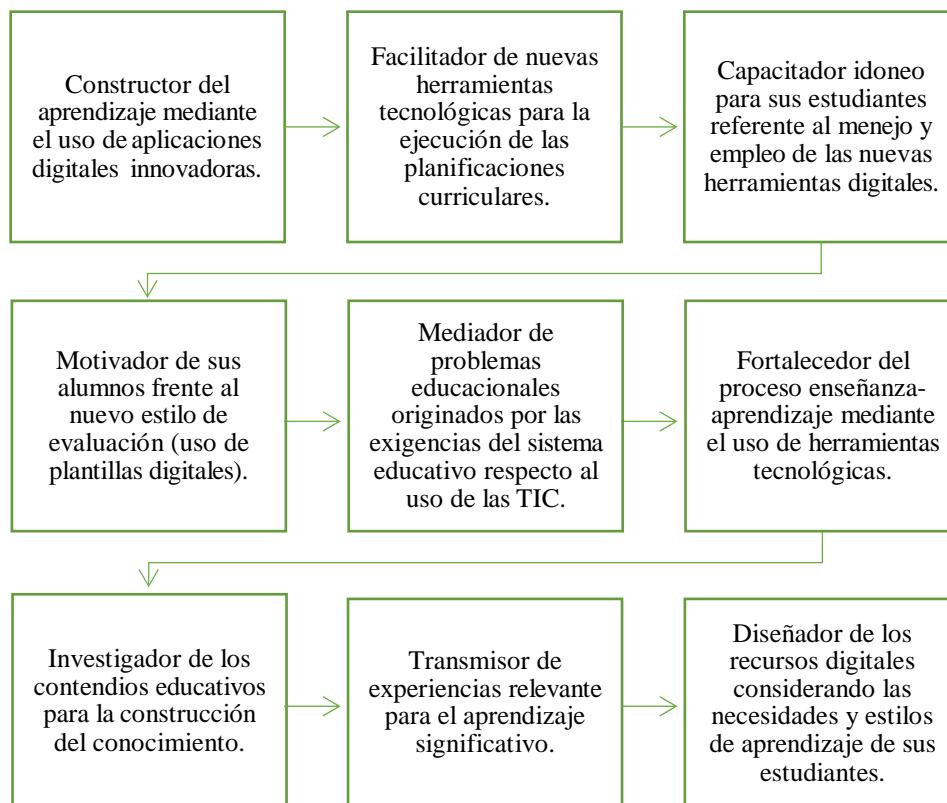 Constructor del
aprendizaje mediante
el uso de aplicaciones
digitales innovadoras.
Facilitador de nuevas
herramientas
tecnológicas para la
ejecución de las
planificaciones
curriculares.
Capacitador idoneo
para sus estudiantes
referente al menejo y
empleo de las nuevas
herramientas digitales.
Motivador de sus
alumnos frente al
nuevo estilo de
evaluación (uso de
plantillas digitales).
Mediador de
problemas
educacionales
originados por las
exigencias del sistema
educativo respecto al
uso de las TIC.
Fortalecedor del
proceso enseñanza-
aprendizaje mediante
el uso de herramientas
tecnológicas.
Investigador de los
contendios educativos
para la construcción
del conocimiento.
Transmisor de
experiencias relevante
para el aprendizaje
significativo.
Diseñador de los
recursos digitales
considerando las
necesidades y estilos
de aprendizaje de sus
estudiantes.